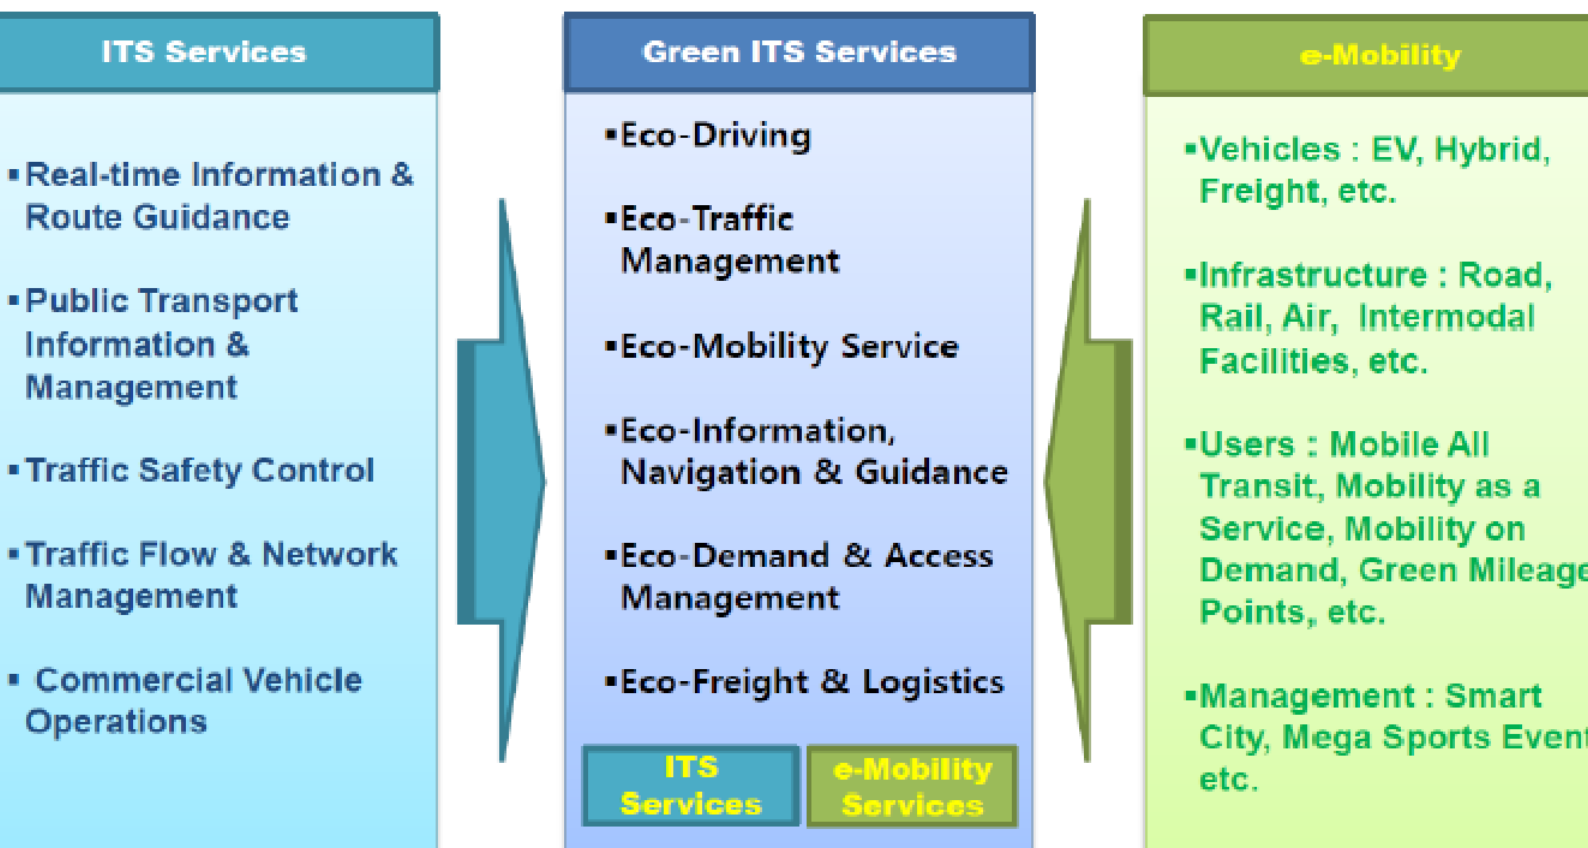 ITS Services
▪Real-time Information &
Route Guidance
▪Public Transport
Information &
Management
▪Traffic Safety Control
▪Traffic Flow & Network
Management
▪ Commercial Vehicle
Operations
Green ITS Services
▪Eco-Driving
▪Eco-Traffic
Management
▪Eco-Mobility Service
▪Eco-Information,
Navigation & Guidance
▪Eco-Demand & Access
Management
▪Eco-Freight & Logistics
ITS
Services
e-Mobility
Services
e-Mobility
▪Vehicles : EV, Hybrid,
Freight, etc.
▪Infrastructure : Road,
Rail, Air, Intermodal
Facilities, etc.
▪Users : Mobile All
Transit, Mobility as a
Service, Mobility on
Demand, Green Mileage
Points, etc.
▪Management : Smart
City, Mega Sports Event
etc.